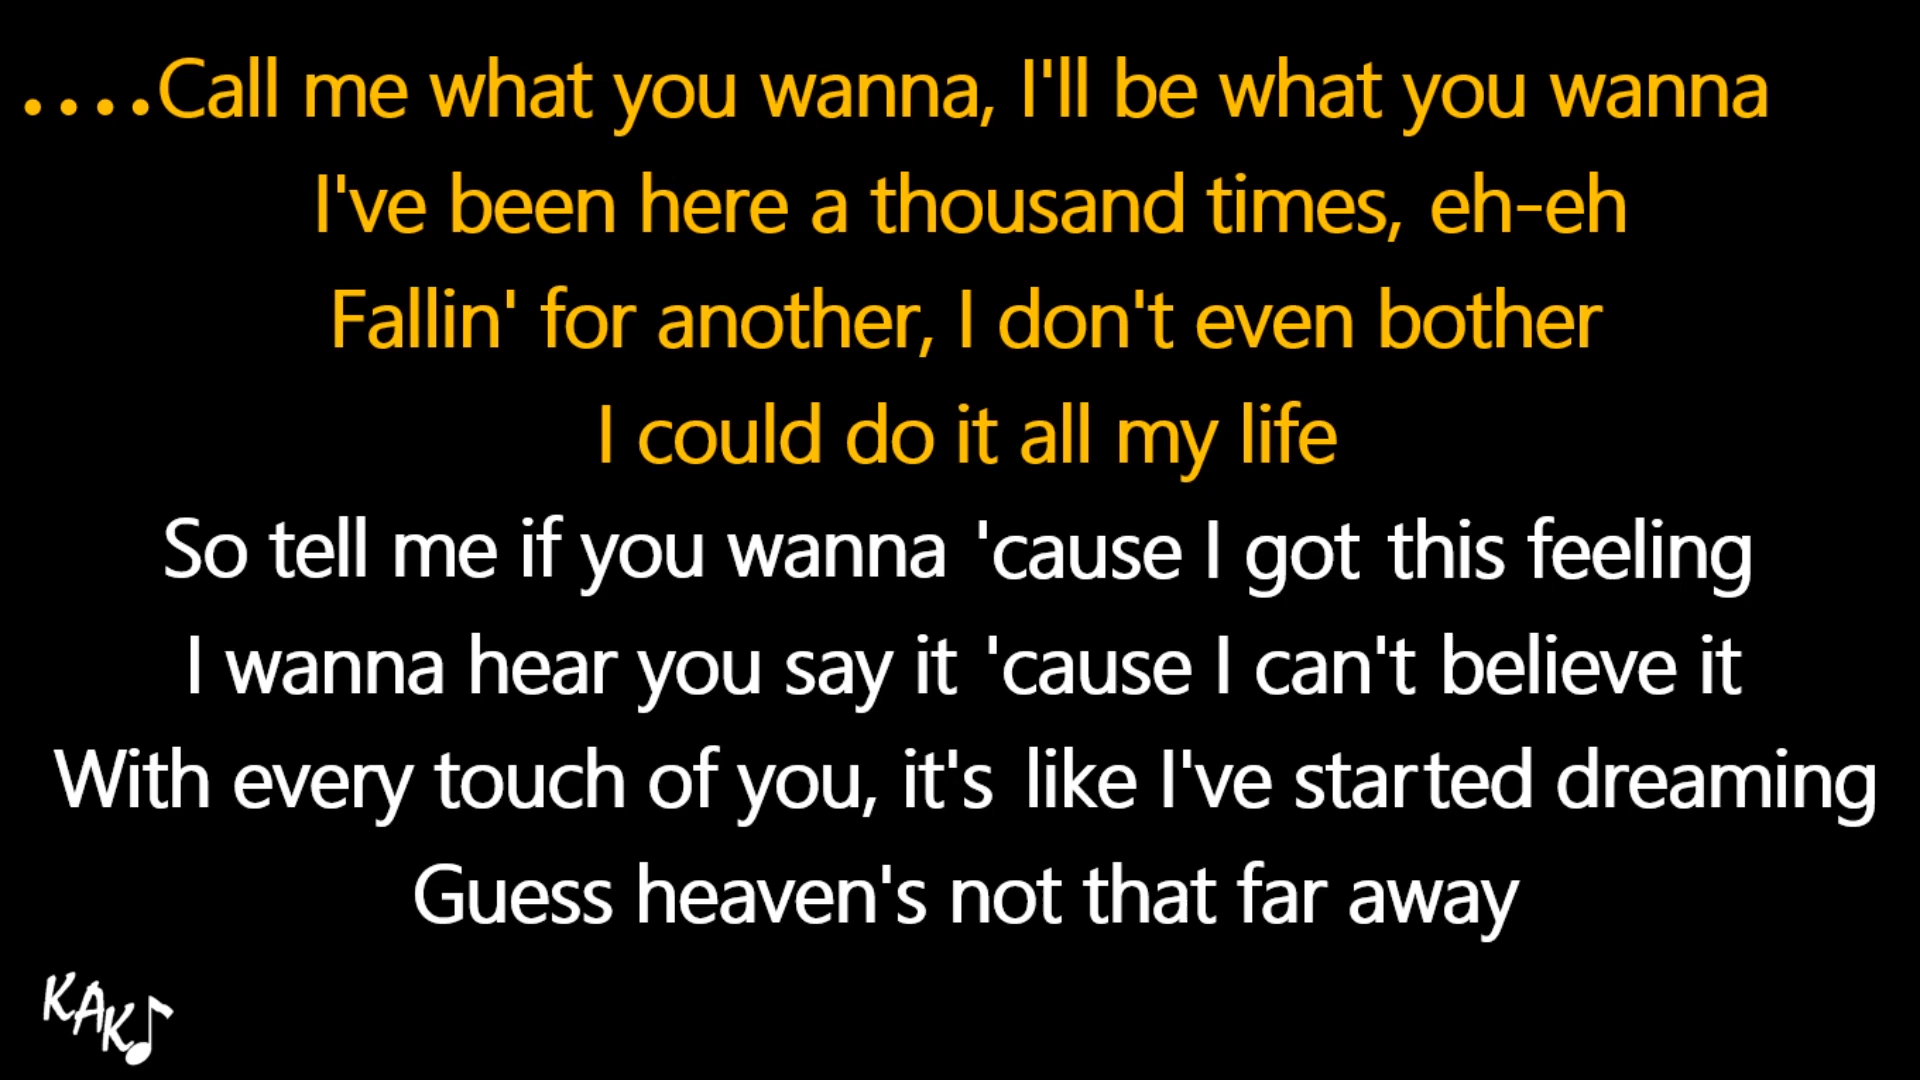 ....Call me what you wanna, I'll be what you wanna
I've been here a thousand times, eh-eh
Fallin' for another, I don't even bother
I could do it all my life
So tell me if you wanna 'cause I got this feeling
I wanna hear you say it 'cause I can't believe it
With every touch of you, it's like I've started dreaming
Guess heaven's not that far away
KAK